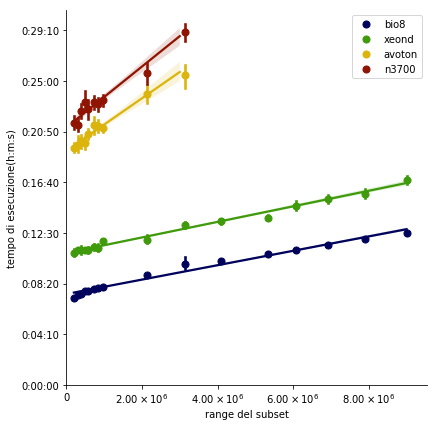 0:29:10
0:25:00
0:20:50
0:16:40
0:12:30
0:08:20
0:04:10
0:00:00
tempo di esecuzione(h:m:s)
bio8
xeond
avoton
n3700
0
2.00 × 10⁶
4.00 × 10⁶
6.00 × 10⁶
8.00 × 10⁶
range del subset